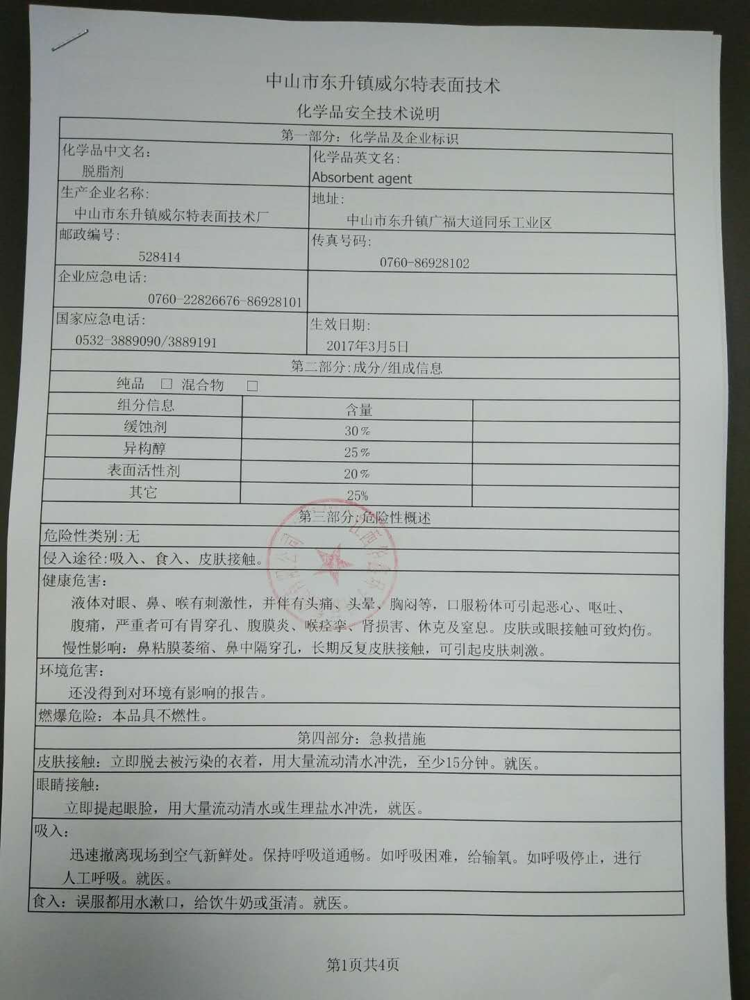 中山市东升镇威尔特表面技术
化学品安全技术说明
第一部分：化学品及企业标识
化学品中文名：
脱脂剂
化学品英文名：
Absorbent agent
生产企业名称：
中山市东升镇威尔特表面技术厂
地址：
中山市东升镇广福大道同乐工业区
邮政编号：
528414
传真号码：
0760-86928102
企业应急电话：
0760-22826676-86928101
国家应急电话：
0532-3889090/3889191
生效日期：
2017年3月5日
第二部分:成分/组成信息
纯品 □ 混合物 □
组分信息 含量
缓蚀剂 30%
异构醇 25%
表面活性剂 20%
其它 25%
第三部分:危险性概述
危险性类别:无
侵入途径:吸入、食入、皮肤接触。
健康危害：
液体对眼、鼻、喉有刺激性，并伴有头痛、头晕、胸闷等，口服粉体可引起恶心、呕吐、
腹痛，严重者可有胃穿孔、腹膜炎、喉痉挛、肾损害、休克及窒息。皮肤或眼接触可致灼伤。
慢性影响：鼻粘膜萎缩、鼻中隔穿孔，长期反复皮肤接触，可引起皮肤刺激。
环境危害：
还没得到对环境有影响的报告。
燃爆危险：本品具不燃性。
第四部分：急救措施
皮肤接触：立即脱去被污染的衣着，用大量流动清水冲洗，至少15分钟。就医。
眼睛接触：
立即提起眼脸，用大量流动清水或生理盐水冲洗，就医。
吸入：
迅速撤离现场到空气新鲜处。保持呼吸道通畅。如呼吸困难，给输氧。如呼吸停止，进行
人工呼吸。就医。
食入：误服都用水漱口，给饮牛奶或蛋清。就医。
第1页共4页